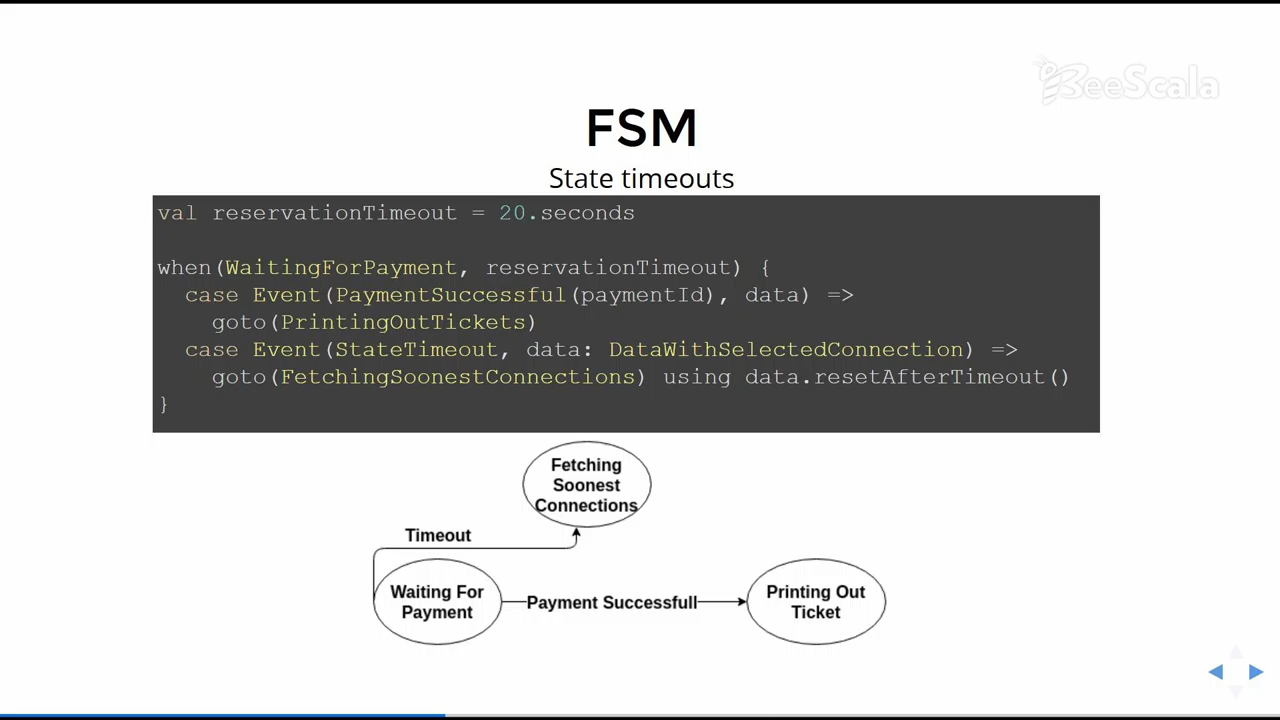 BeeScala
FSM
State timeouts
val reservationTimeout = 20.seconds
when(WaitingForPayment, reservationTimeout) {
case Event(PaymentSuccessful(paymentId), data) =>
goto(PrintingOutTickets)
case Event(StateTimeout, data: DataWithSelectedConnection) =>
goto(FetchingSoonestConnections) using data.resetAfterTimeout()
}
Fetching
Soonest
Connections
Timeout
Waiting For
Payment
Payment Successfull
Printing Out
Ticket